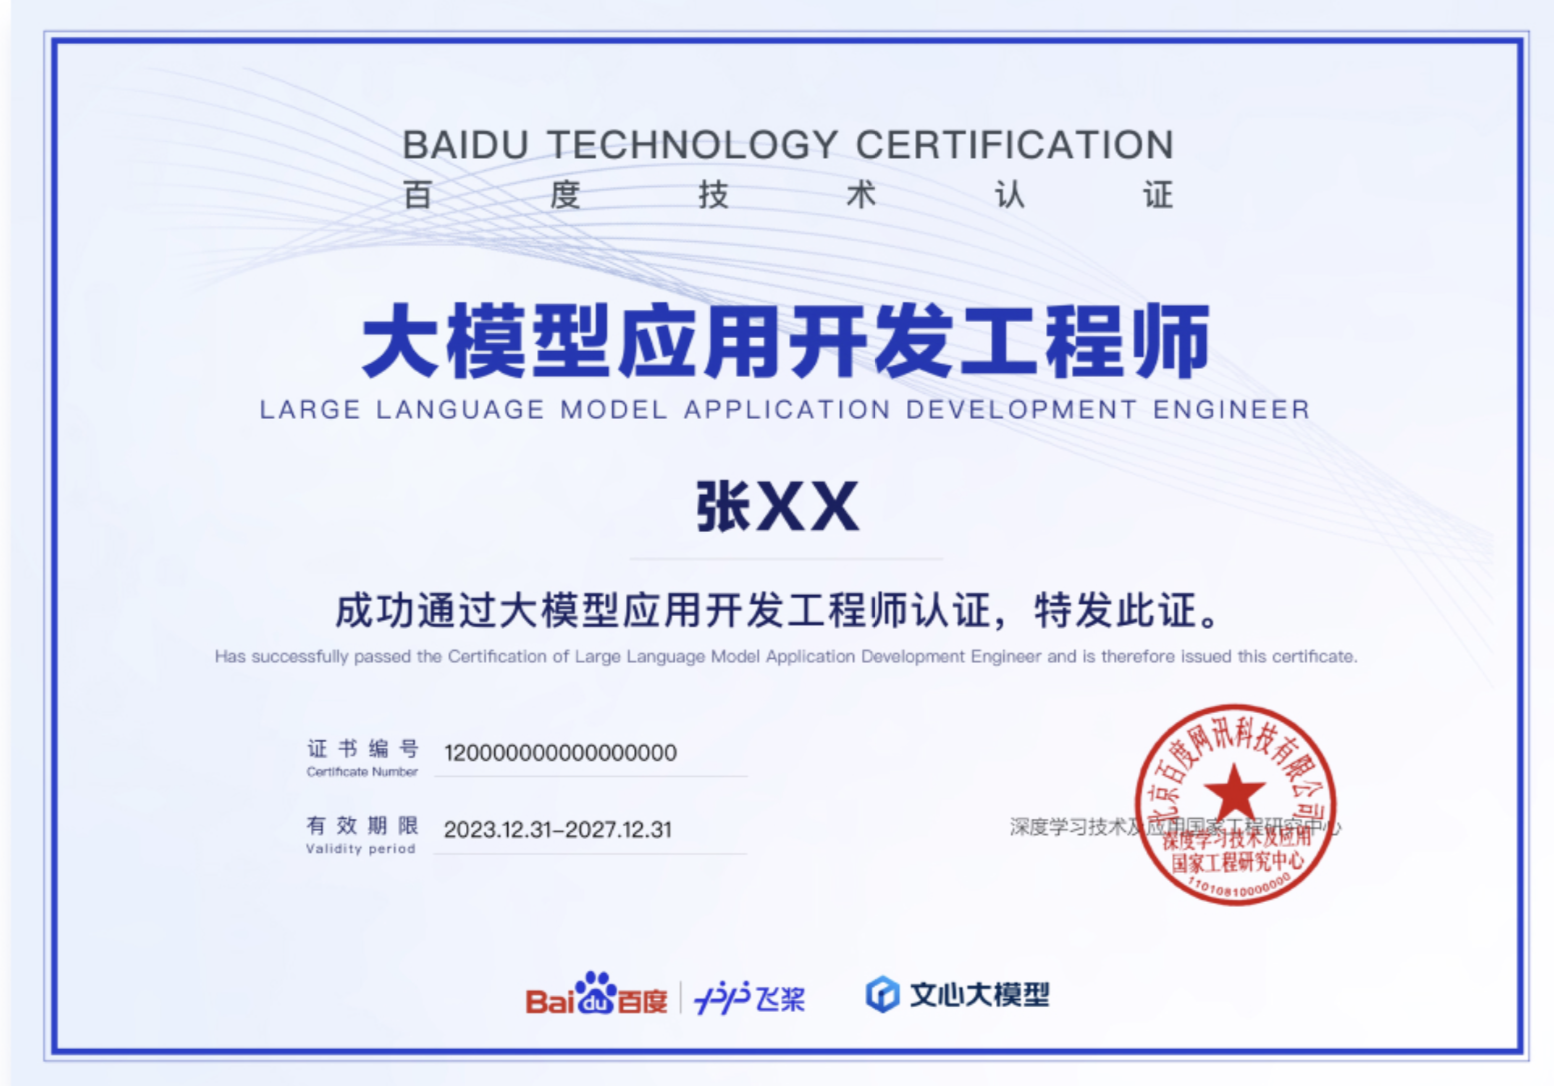 BAIDU TECHNOLOGY CERTIFICATION
百度技术认证
大模型应用开发工程师
LARGE LANGUAGE MODEL APPLICATION DEVELOPMENT ENGINEER
张XX
成功通过大模型应用开发工程师认证，特发此证。
Has successfully passed the Certification of Large Language Model Application Development Engineer and is therefore issued this certificate.
证书编号 120000000000000000
Certificate Number
有效期限 2023.12.31-2027.12.31
Validity period
深度学习技术及应用国家工程研究中心
北京百度网讯科技有限公司
深度学习技术及应用
国家工程研究中心
11010810000000
Bai du 百度 飞桨 文心大模型